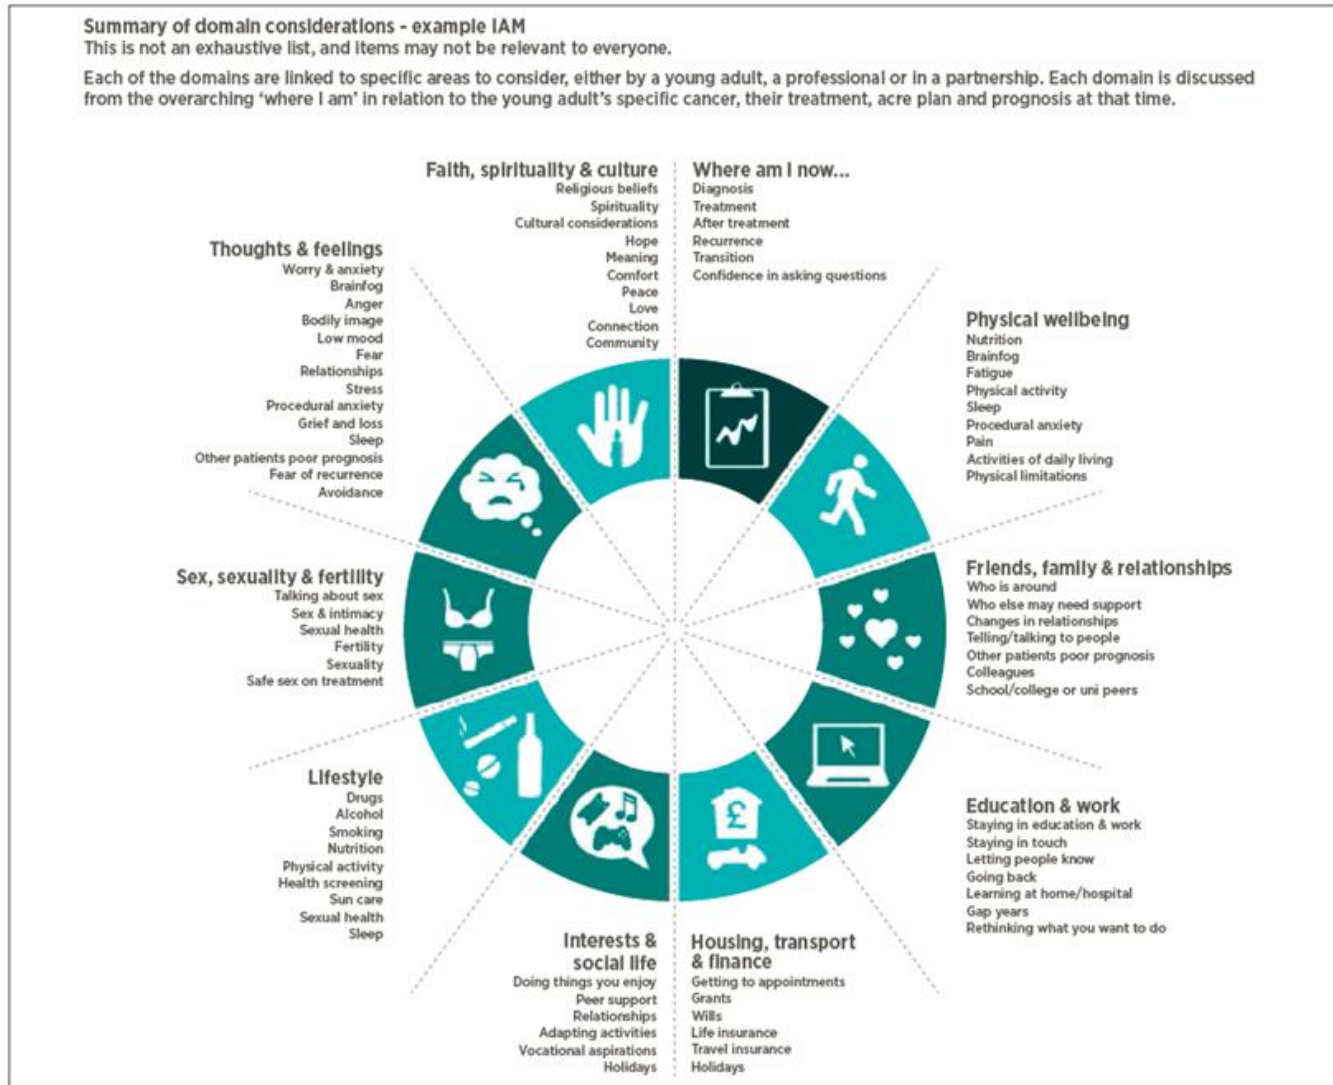 Summary of domain considerations - example IAM
This is not an exhaustive list, and items may not be relevant to everyone.
Each of the domains are linked to specific areas to consider, either by a young adult, a professional or in a partnership. Each domain is discussed
from the overarching ‘where I am’ in relation to the young adult’s specific cancer, their treatment, acre plan and prognosis at that time.
Faith, spirituality & culture
Religious beliefs
Spirituality
Cultural considerations
Hope
Meaning
Comfort
Peace
Love
Connection
Community
Where am I now...
Diagnosis
Treatment
After treatment
Recurrence
Transition
Confidence in asking questions
Thoughts & feelings
Worry & anxiety
Brainfog
Anger
Bodily image
Low mood
Fear
Relationships
Stress
Procedural anxiety
Grief and loss
Sleep
Other patients poor prognosis
Fear of recurrence
Avoidance
Physical wellbeing
Nutrition
Brainfog
Fatigue
Physical activity
Sleep
Procedural anxiety
Pain
Activities of daily living
Physical limitations
Sex, sexuality & fertility
Talking about sex
Sex & intimacy
Sexual health
Fertility
Sexuality
Safe sex on treatment
Friends, family & relationships
Who is around
Who else may need support
Changes in relationships
Telling/talking to people
Other patients poor prognosis
Colleagues
School/college or uni peers
Lifestyle
Drugs
Alcohol
Smoking
Nutrition
Physical activity
Health screening
Sun care
Sexual health
Sleep
£
Education & work
Staying in education & work
Staying in touch
Letting people know
Going back
Learning at home/hospital
Gap years
Rethinking what you want to do
Interests &
social life
Doing things you enjoy
Peer support
Relationships
Adapting activities
Vocational aspirations
Holidays
Housing, transport
& finance
Getting to appointments
Grants
Wills
Life insurance
Travel insurance
Holidays